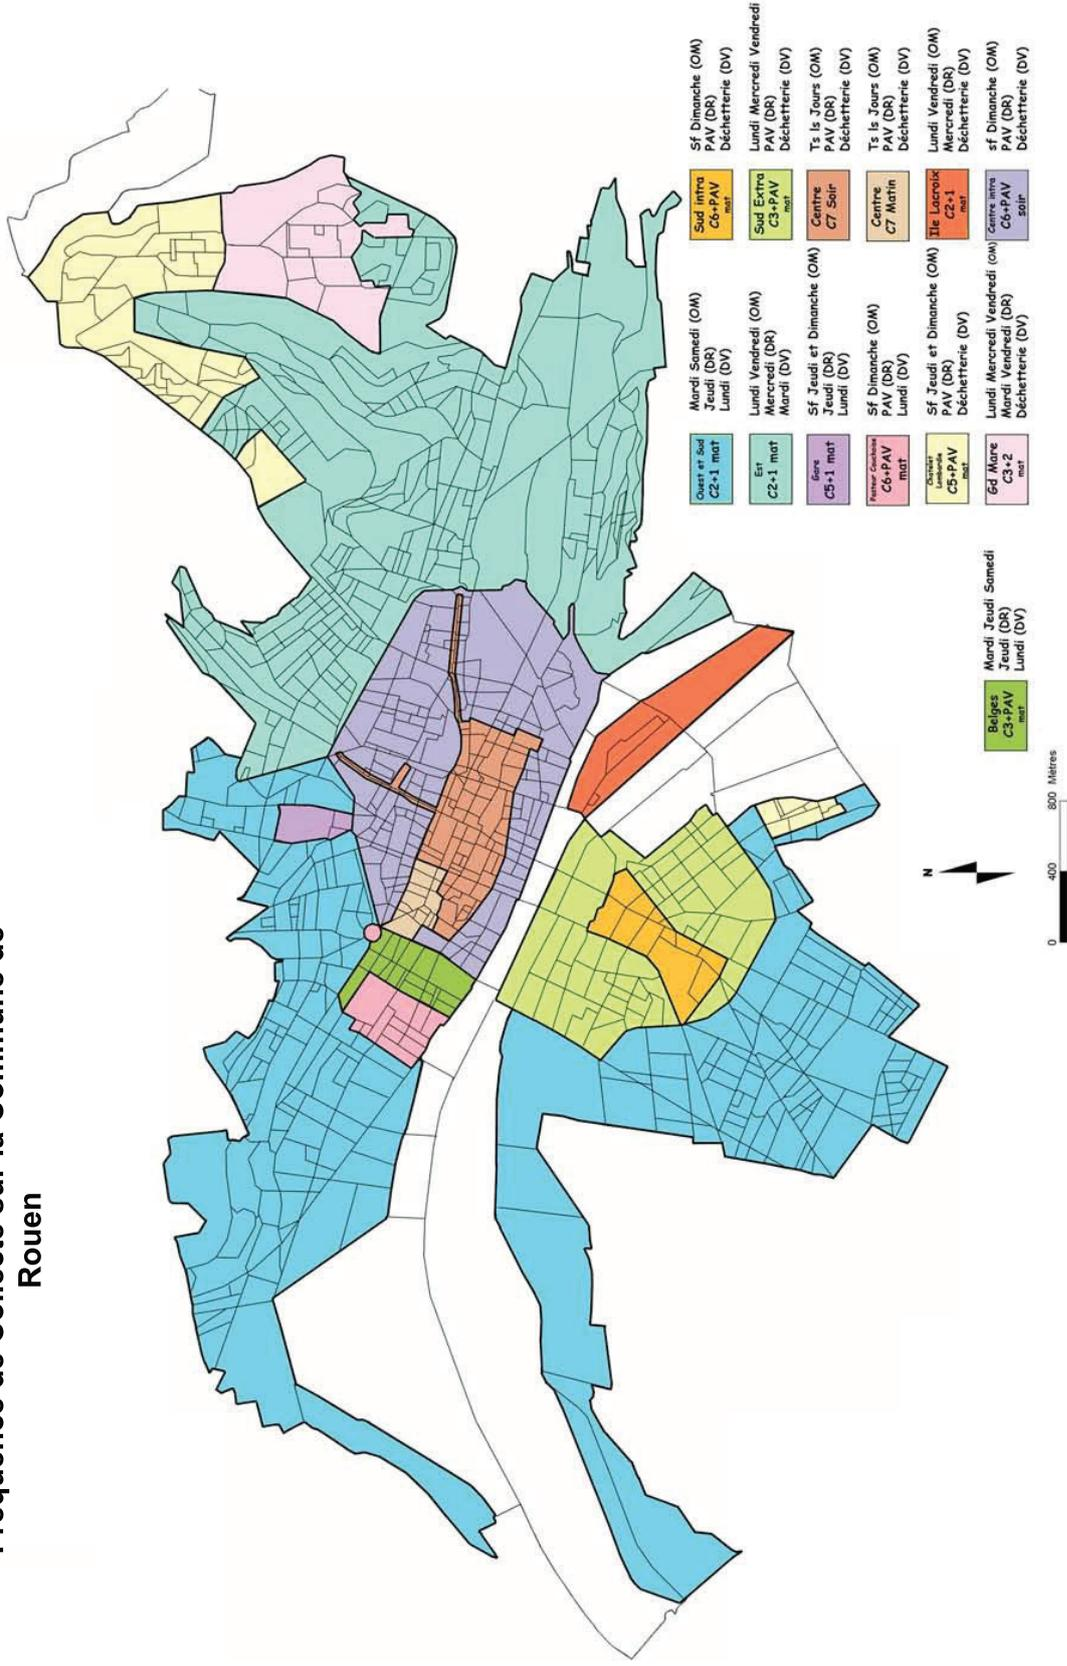 Rouen
Ouest et Sud
C2+1 mat
Mardi Samedi (OM)
Jeudi (DR)
Lundi (DV)
Est
C2+1 mat
Lundi Vendredi (OM)
Mercredi (DR)
Mardi (DV)
Gare
C5+1 mat
Sf Jeudi et Dimanche (OM)
Jeudi (DR)
Lundi (DV)
Pasteur Cauchoise
C6+PAV
mat
Sf Dimanche (OM)
PAV (DR)
Lundi (DV)
Chatelet
Lombardie
C5+PAV
mat
Sf Jeudi et Dimanche (OM)
PAV (DR)
Déchetterie (DV)
Gd Mare
C3+2
mat
Lundi Mercredi Vendredi (OM)
Mardi Vendredi (DR)
Déchetterie (DV)
Sud intra
C6+PAV
mat
Sf Dimanche (OM)
PAV (DR)
Déchetterie (DV)
Sud Extra
C3+PAV
mat
Lundi Mercredi Vendredi
PAV (DR)
Déchetterie (DV)
Centre
C7 Soir
Ts ls Jours (OM)
PAV (DR)
Déchetterie (DV)
Centre
C7 Matin
Ts ls Jours (OM)
PAV (DR)
Déchetterie (DV)
Ile Lacroix
C2+1
mat
Lundi Vendredi (OM)
Mercredi (DR)
Déchetterie (DV)
Centre intra
C6+PAV
soir
sf Dimanche (OM)
PAV (DR)
Déchetterie (DV)
Belges
C3+PAV
mat
Mardi Jeudi Samedi
Jeudi (DR)
Lundi (DV)
N
0 400 800 Mètres